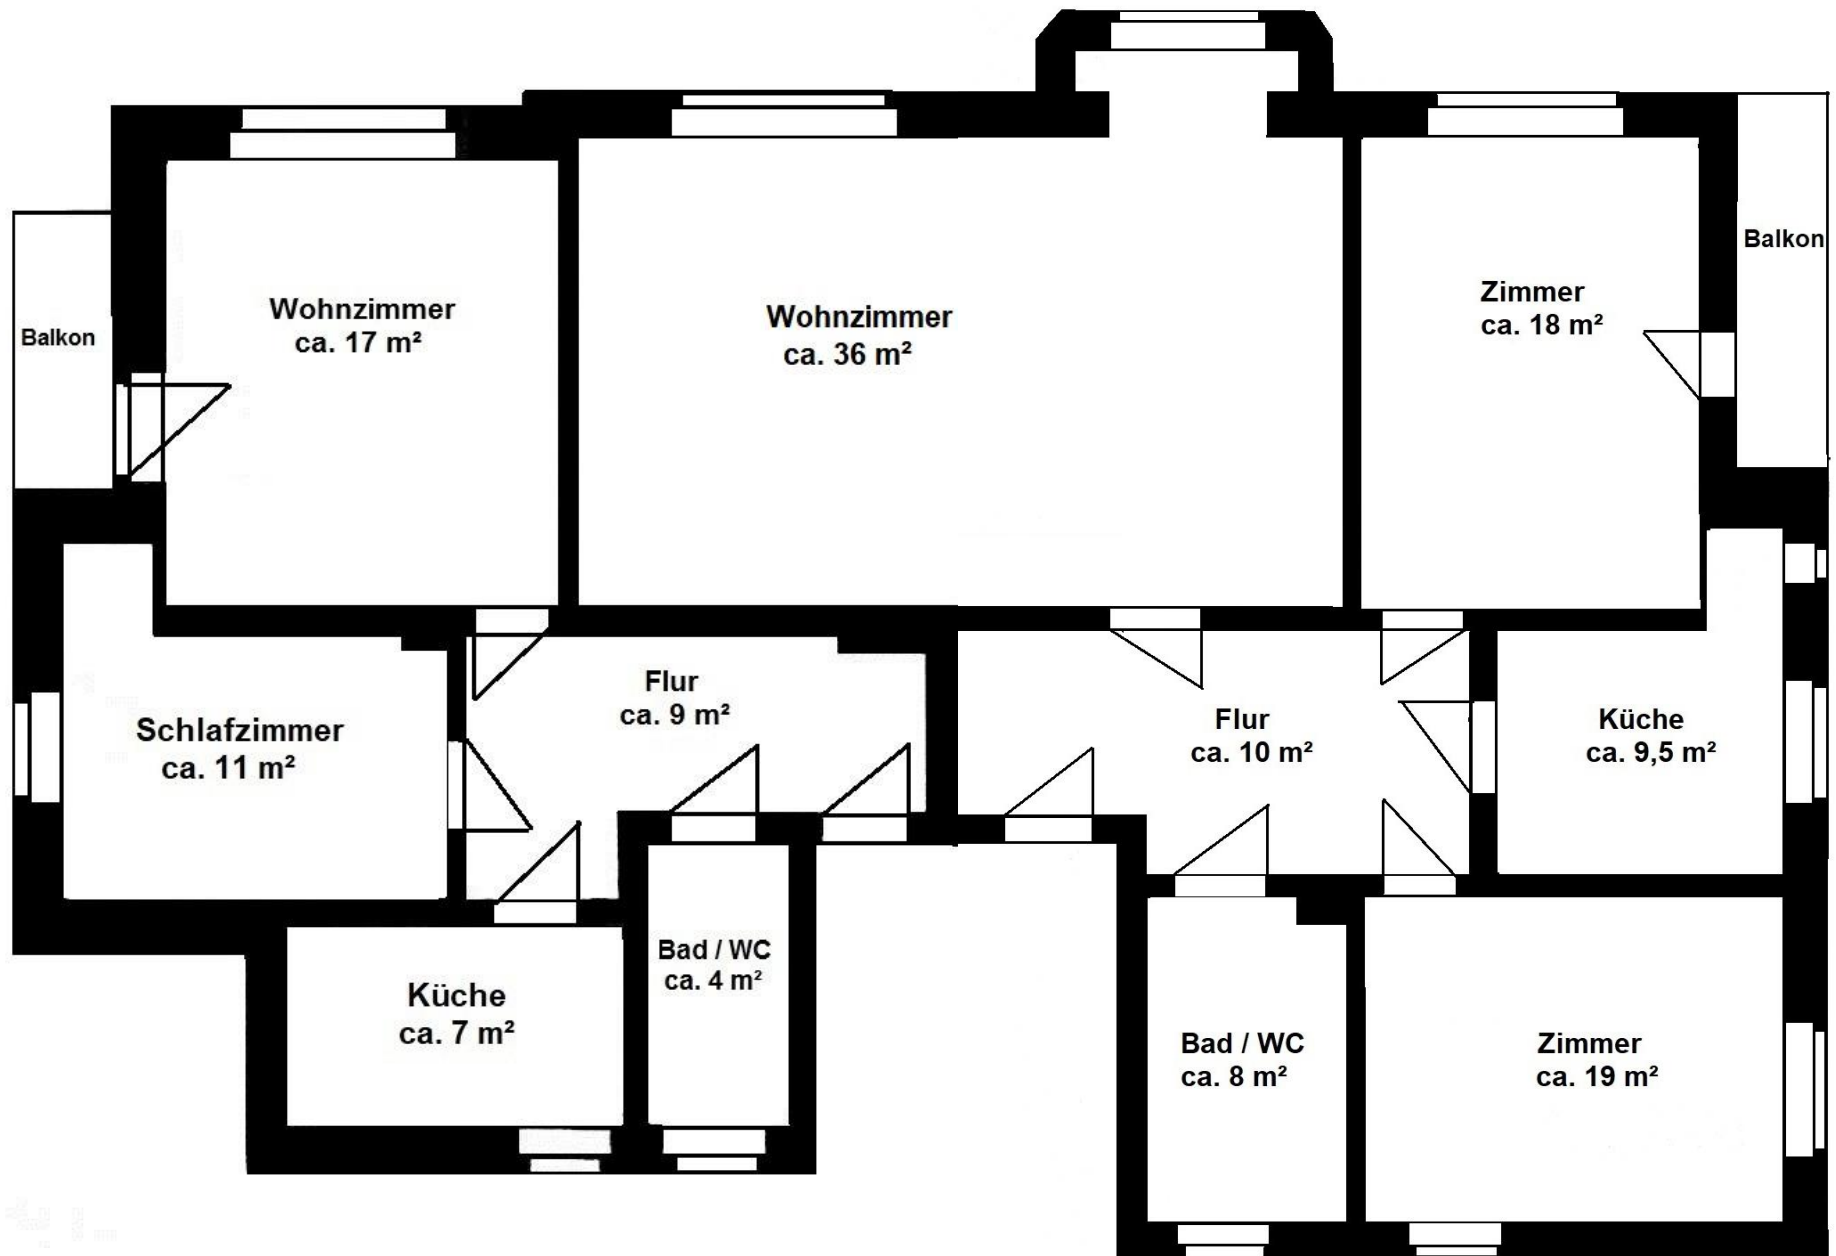 Balkon
Wohnzimmer
ca. 17 m²
Wohnzimmer
ca. 36 m²
Zimmer
ca. 18 m²
Balkon
Schlafzimmer
ca. 11 m²
Flur
ca. 9 m²
Flur
ca. 10 m²
Küche
ca. 9,5 m²
Küche
ca. 7 m²
Bad / WC
ca. 4 m²
Bad / WC
ca. 8 m²
Zimmer
ca. 19 m²